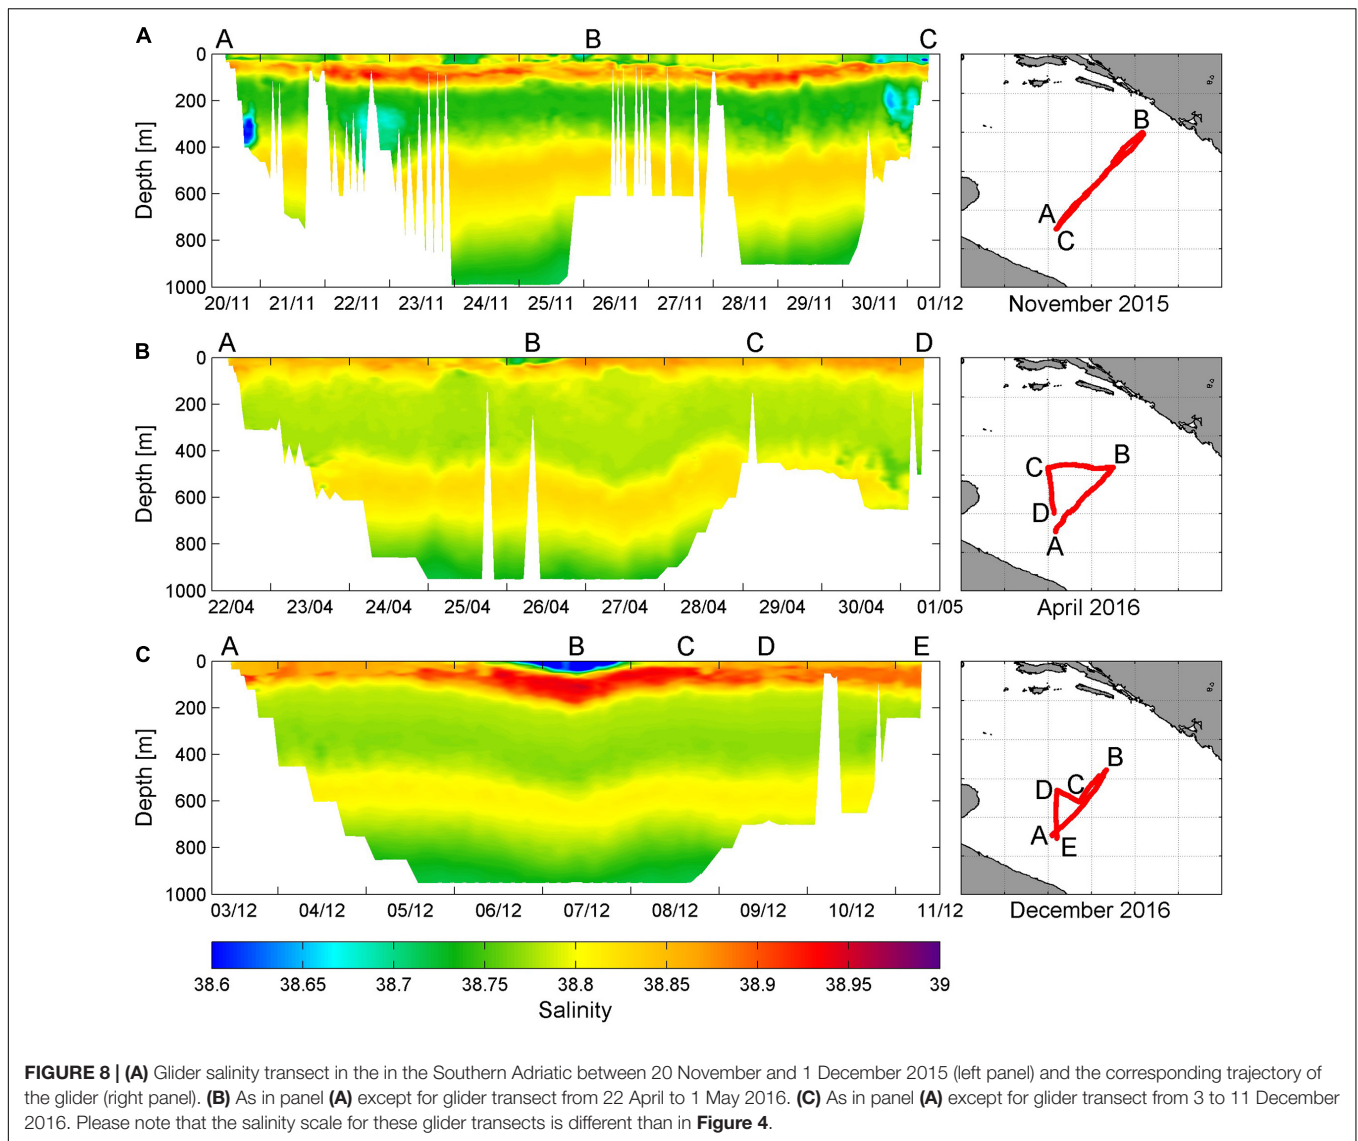 A
A B C
0
200
400
600
800
1000
Depth [m]
20/11 21/11 22/11 23/11 24/11 25/11 26/11 27/11 28/11 29/11 30/11 01/12
B
A
C
November 2015
B
A B C D
0
200
400
600
800
1000
Depth [m]
22/04 23/04 24/04 25/04 26/04 27/04 28/04 29/04 30/04 01/05
C B
D
A
April 2016
C
A B C D E
0
200
400
600
800
1000
Depth [m]
03/12 04/12 05/12 06/12 07/12 08/12 09/12 10/12 11/12
B
D C
A E
December 2016
38.6 38.65 38.7 38.75 38.8 38.85 38.9 38.95 39
Salinity
FIGURE 8 | (A) Glider salinity transect in the in the Southern Adriatic between 20 November and 1 December 2015 (left panel) and the corresponding trajectory of
the glider (right panel). (B) As in panel (A) except for glider transect from 22 April to 1 May 2016. (C) As in panel (A) except for glider transect from 3 to 11 December
2016. Please note that the salinity scale for these glider transects is different than in Figure 4.